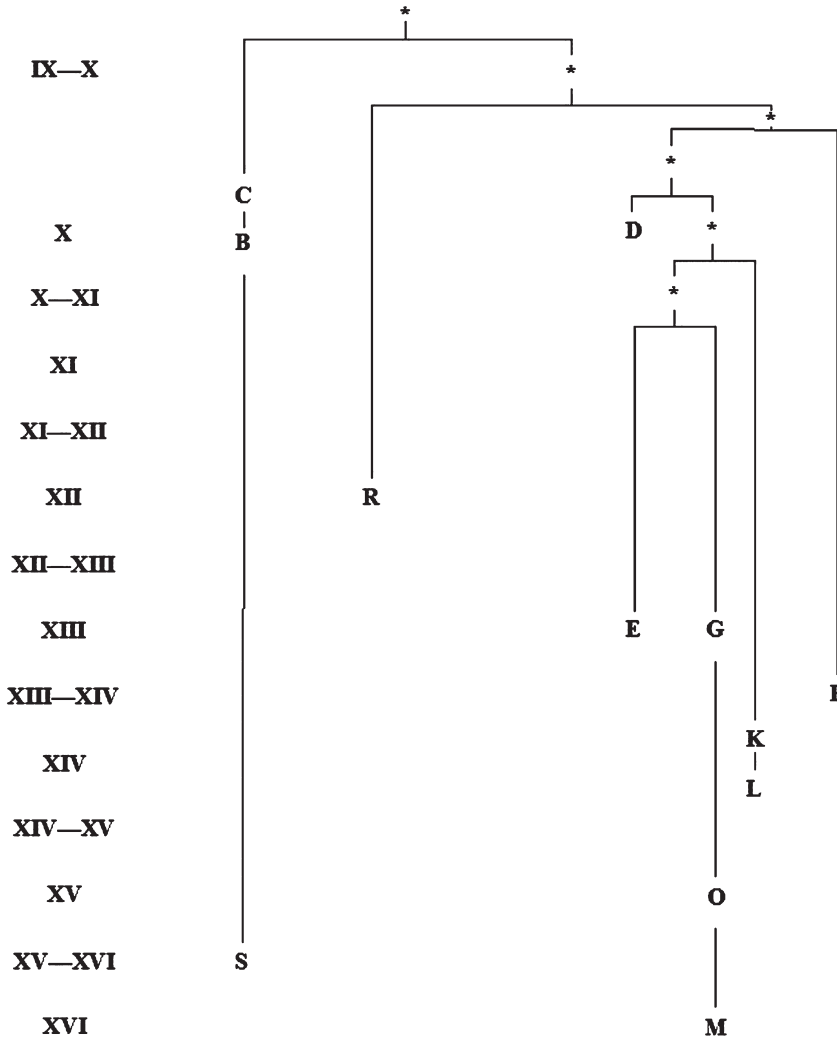 *
IX—X *
*
*
C
X B D *
X—XI *
XI
XI—XII
XII R
XII—XIII
XIII E G
XIII—XIV
K
XIV
L
XIV—XV
XV O
XV—XVI S
XVI M